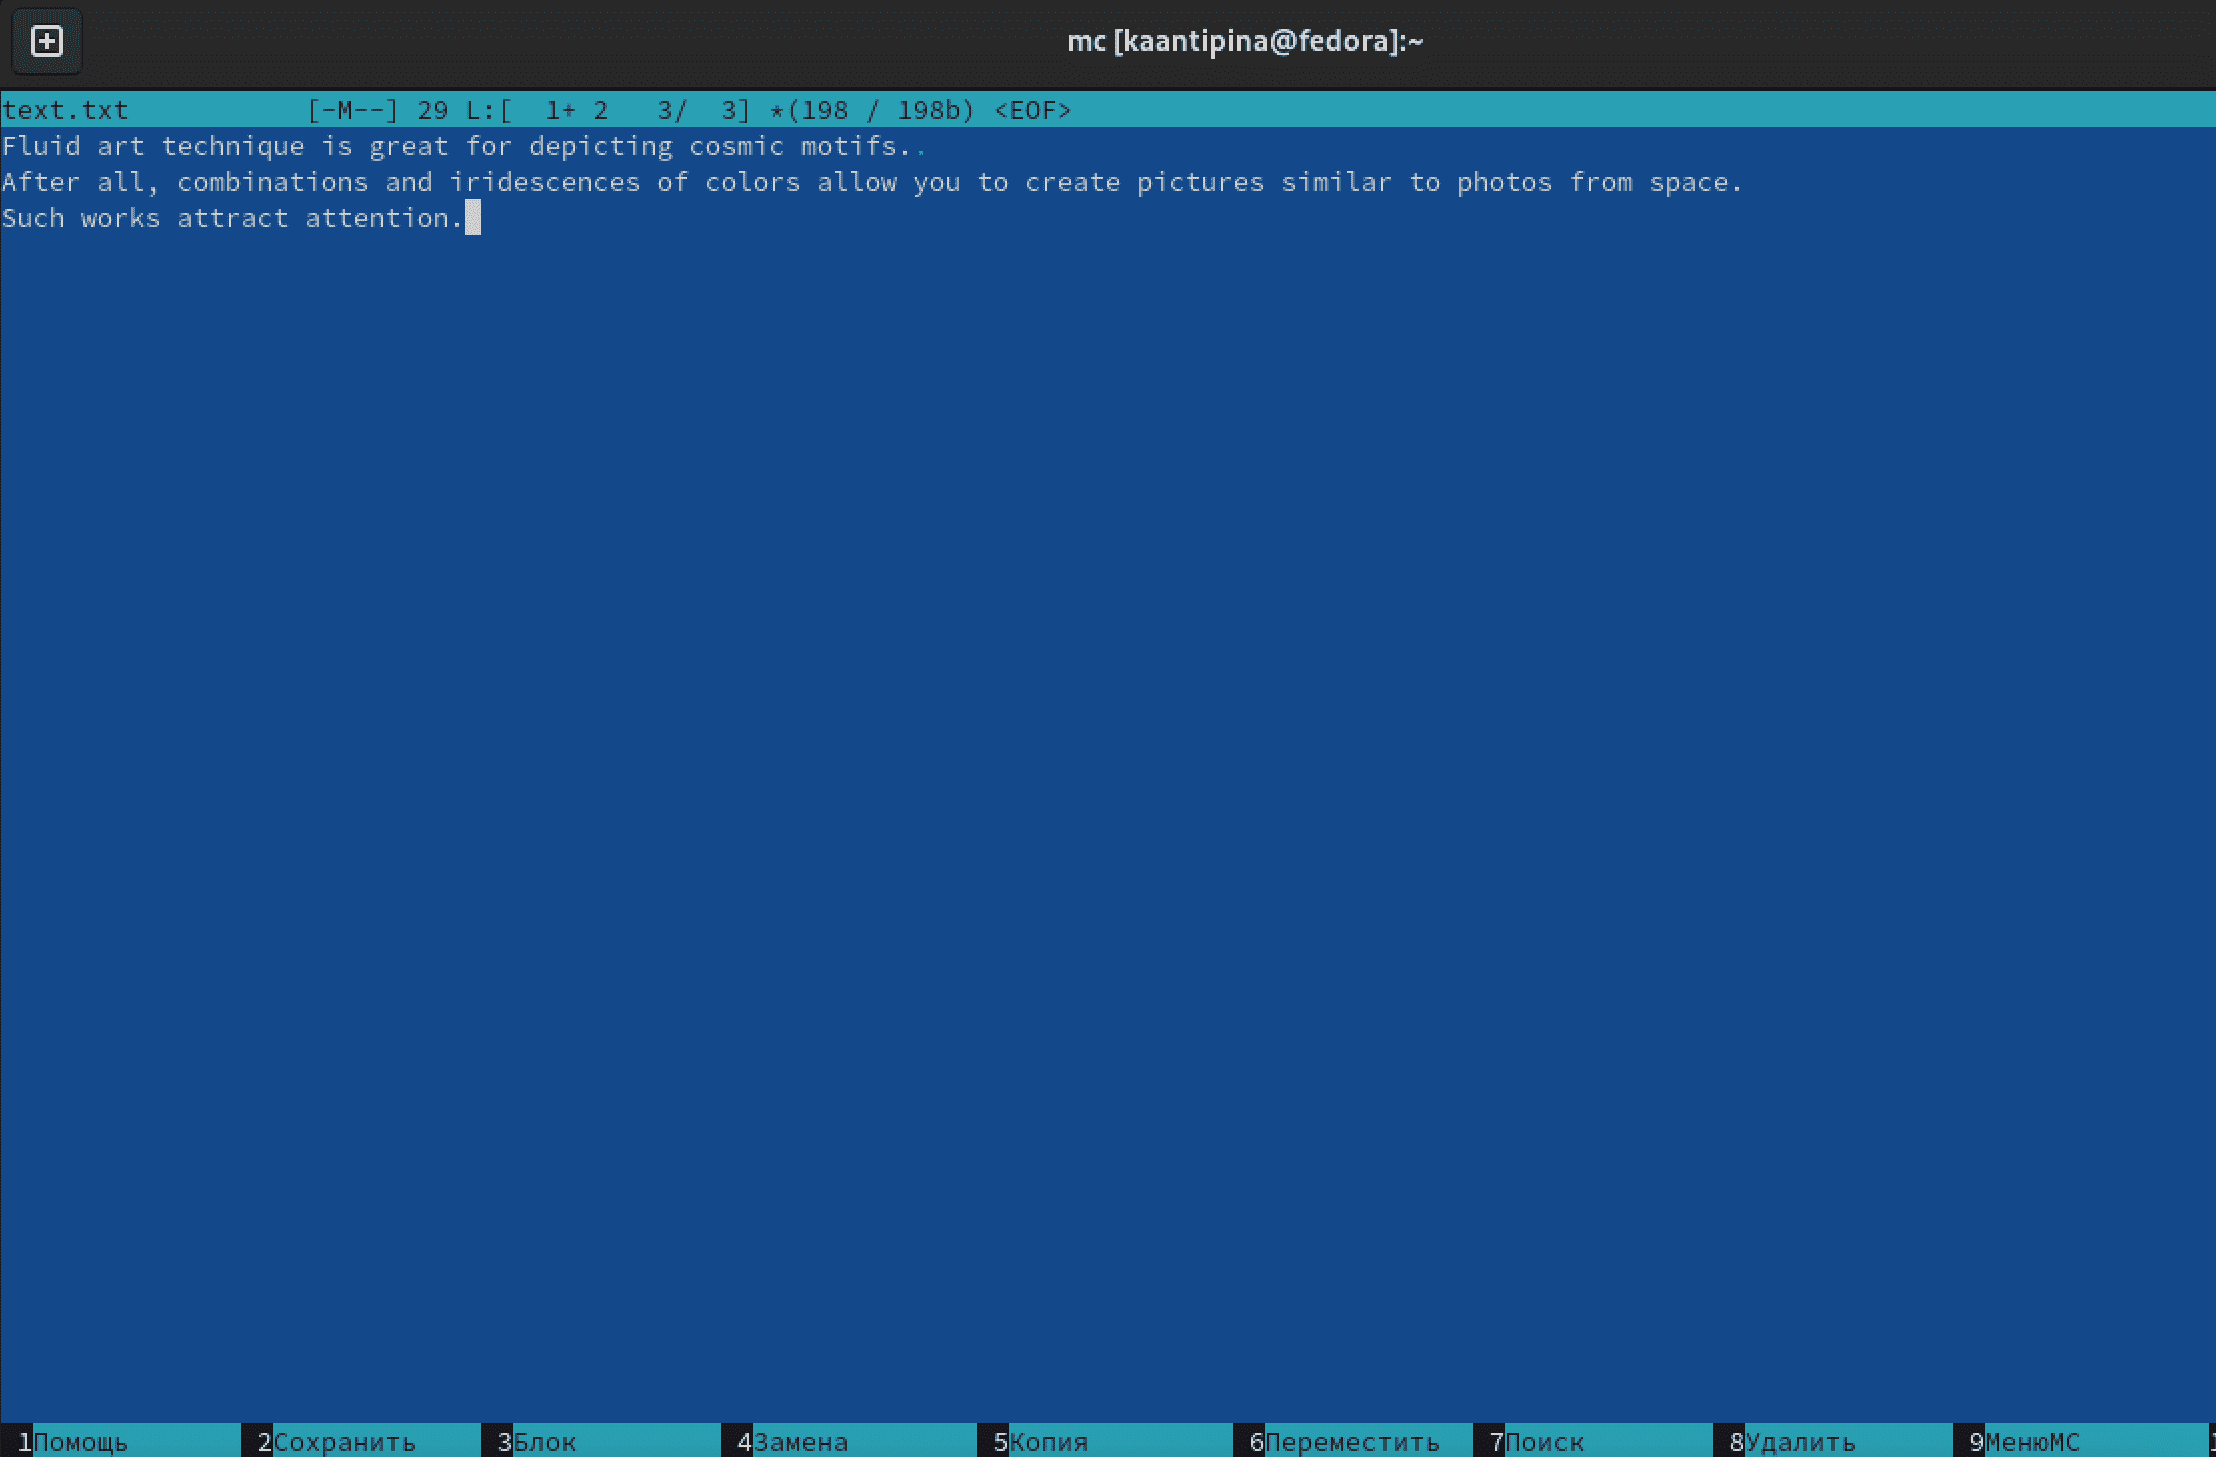 mc [kaantipina@fedora]:~
text.txt [-M--] 29 L:[ 1+ 2 3/ 3] *(198 / 198b) <EOF>
Fluid art technique is great for depicting cosmic motifs..
After all, combinations and iridescences of colors allow you to create pictures similar to photos from space.
Such works attract attention.
1Помощь 2Сохранить 3Блок 4Замена 5Копия 6Переместить 7Поиск 8Удалить 9МенюMC 1